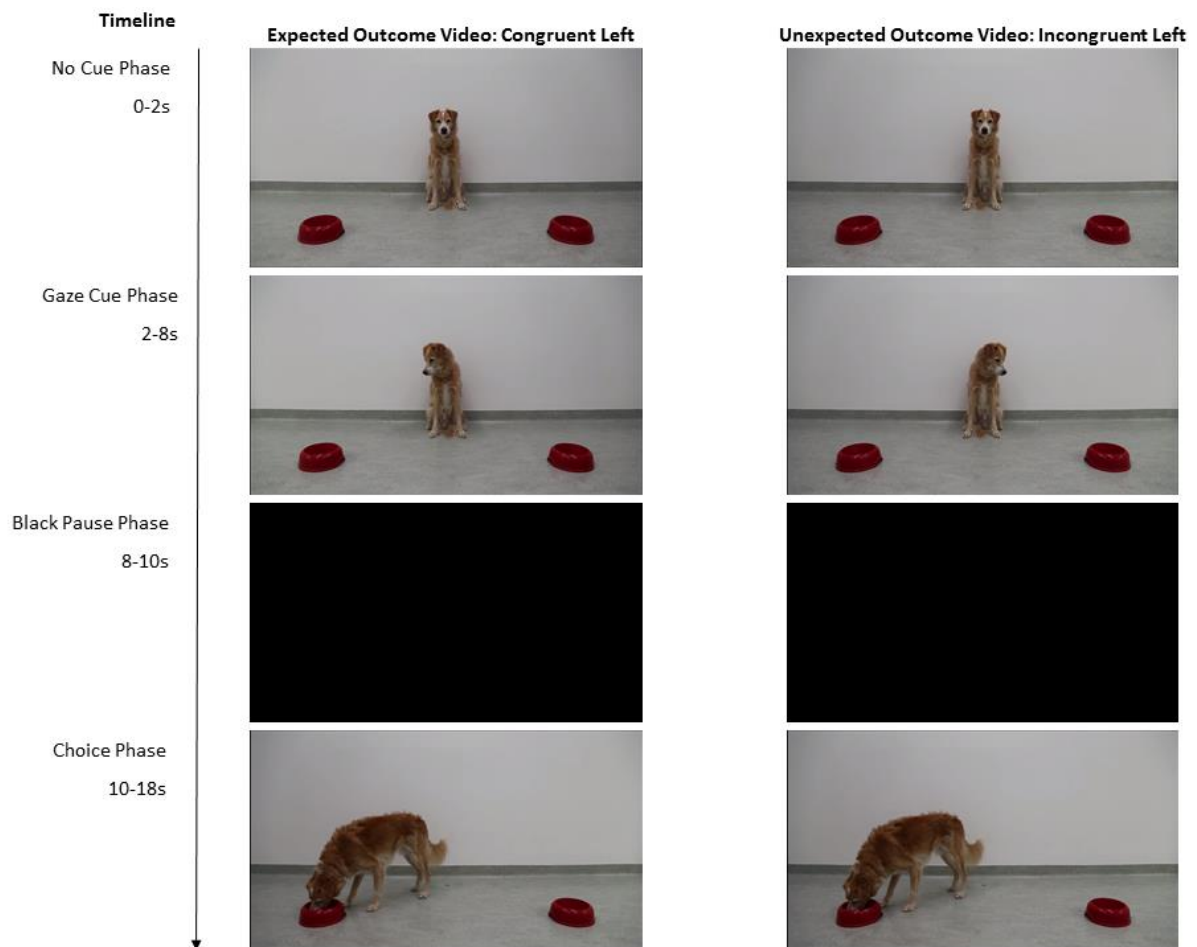 Timeline
Expected Outcome Video: Congruent Left
Unexpected Outcome Video: Incongruent Left
No Cue Phase
0-2s
Gaze Cue Phase
2-8s
Black Pause Phase
8-10s
Choice Phase
10-18s